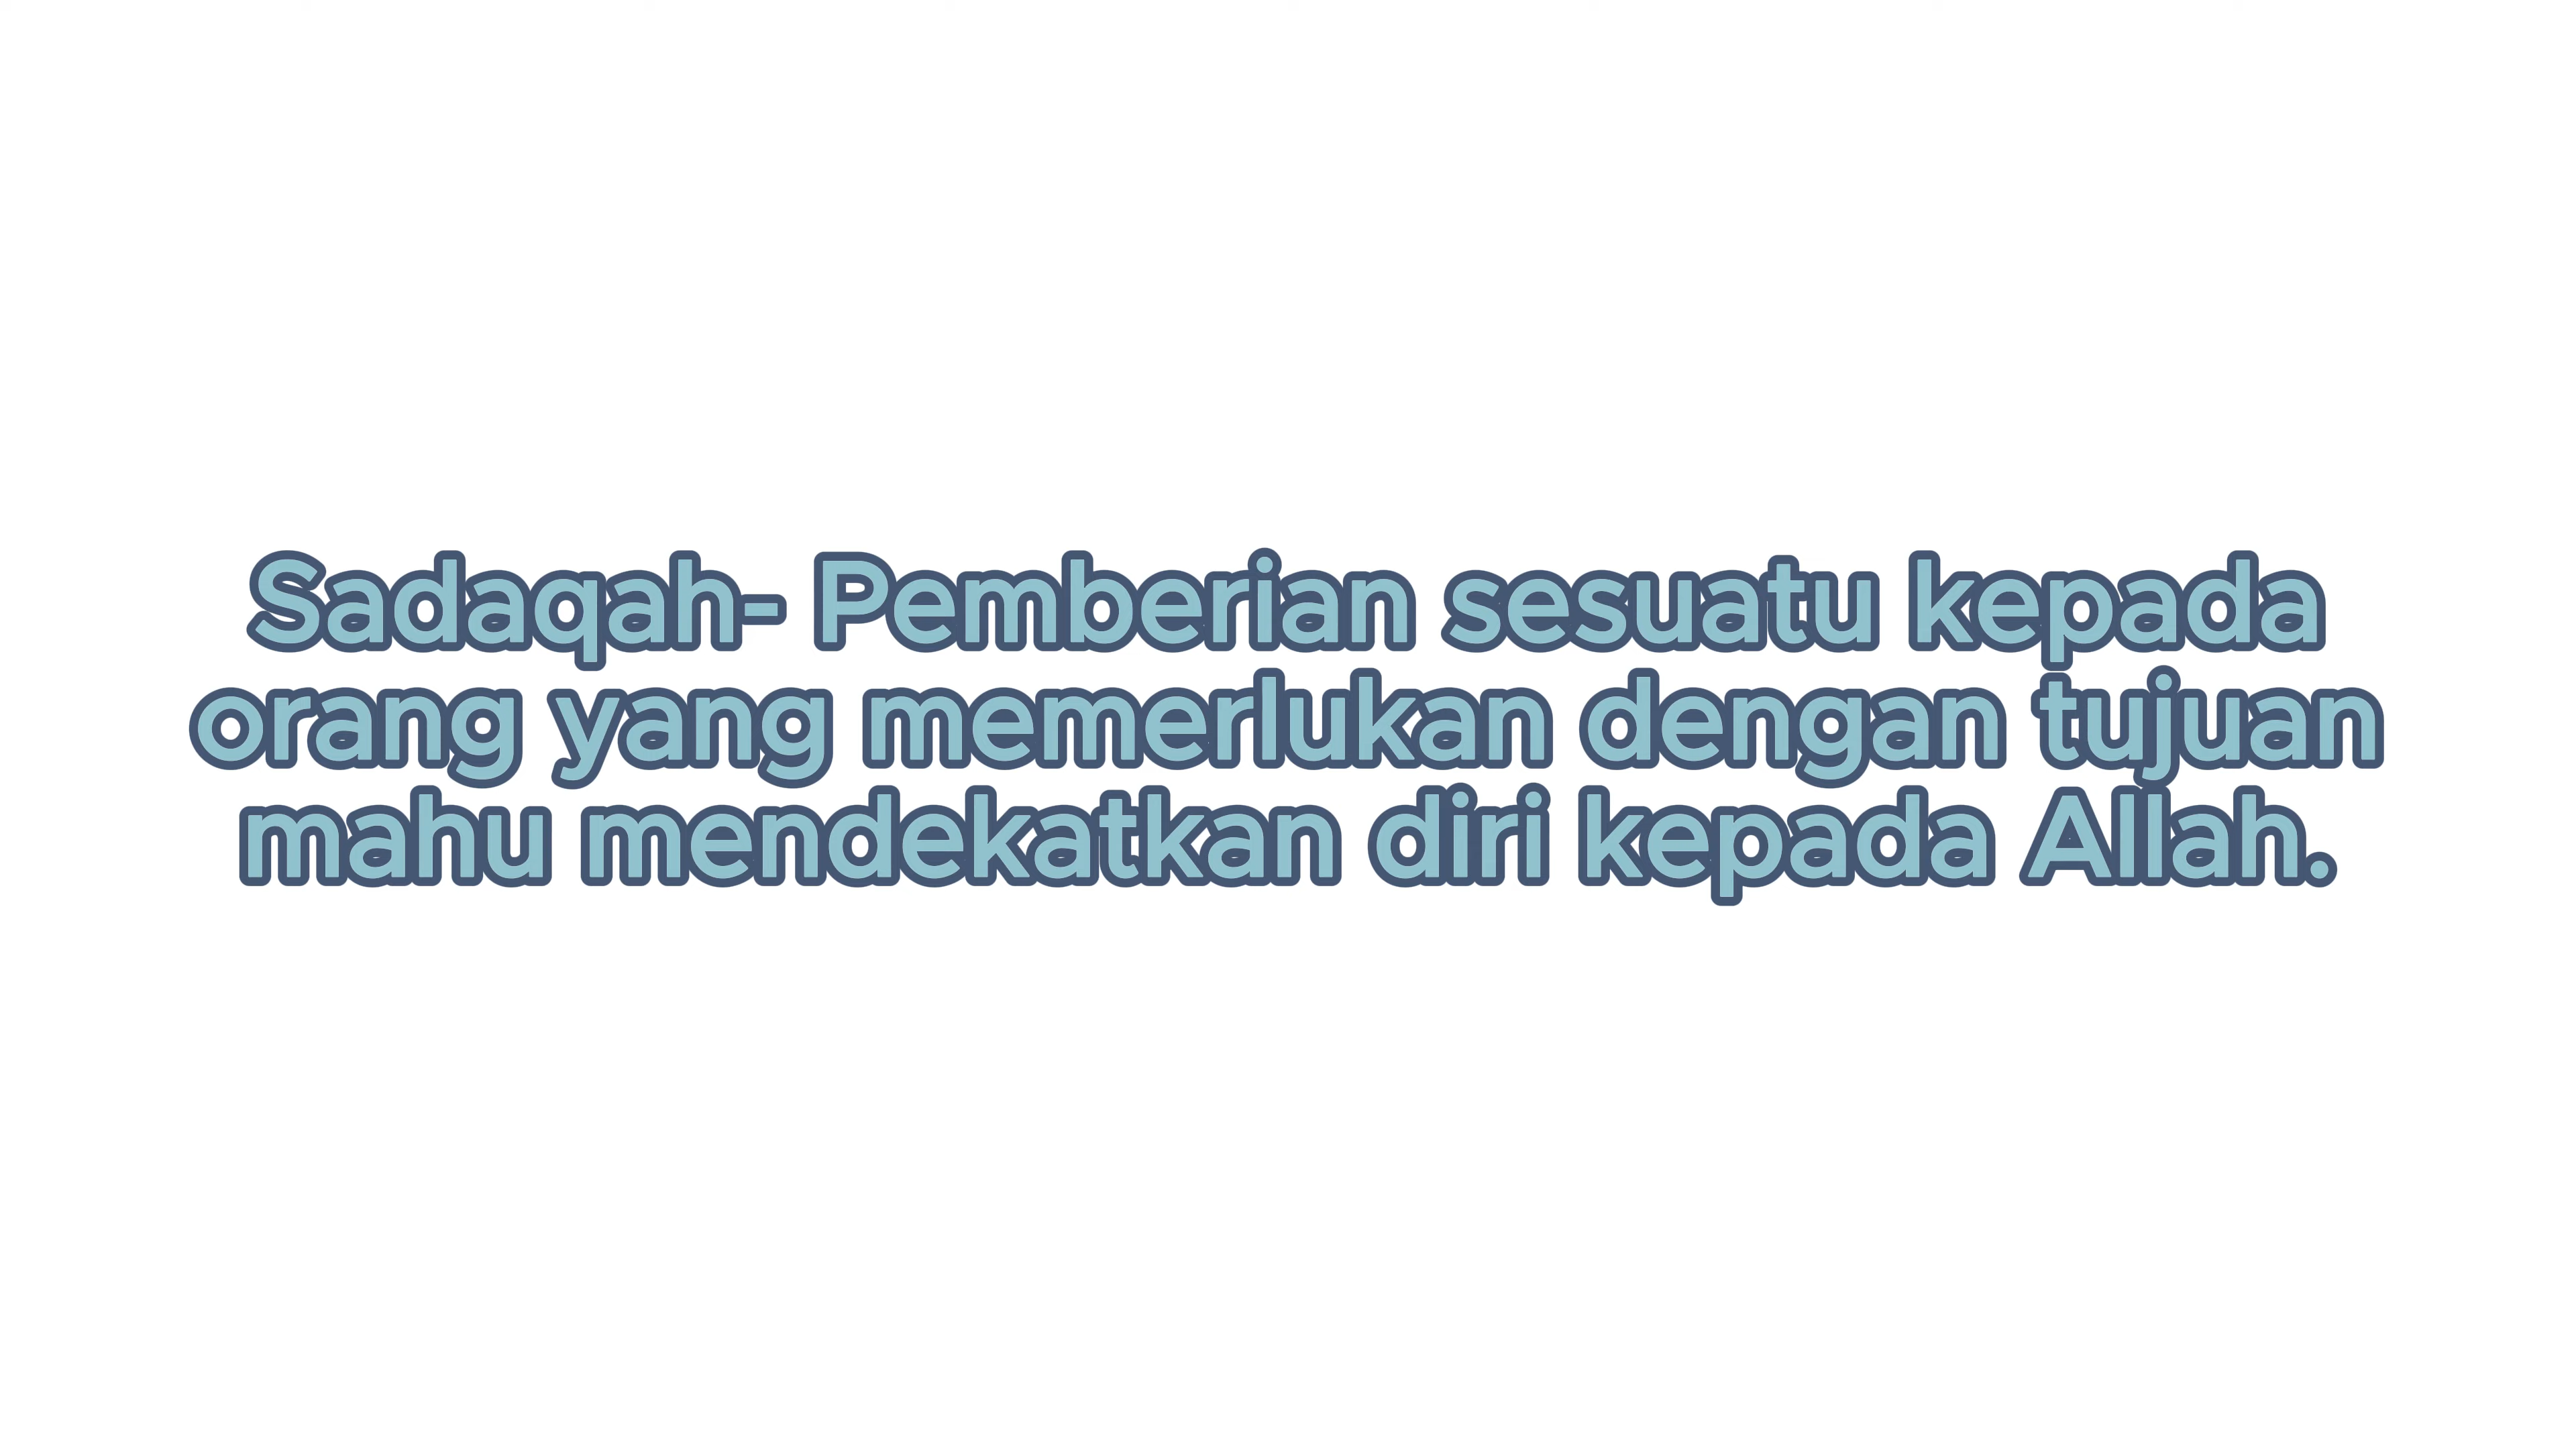 Sadaqah- Pemberian sesuatu kepada
orang yang memerlukan dengan tujuan
mahu mendekatkan diri kepada Allah.